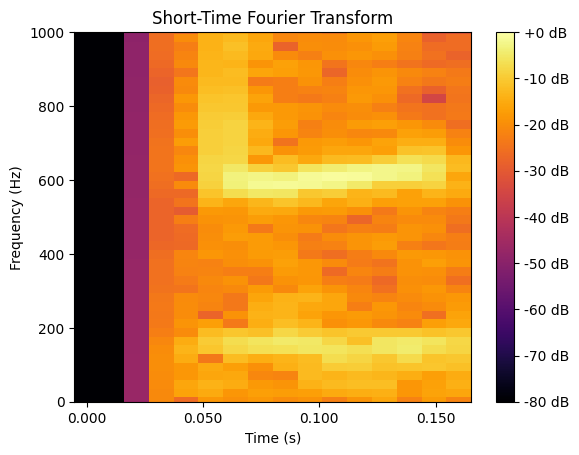 Short-Time Fourier Transform
Frequency (Hz)
1000
800
600
400
200
0
0.000 0.050 0.100 0.150
Time (s)
+0 dB
-10 dB
-20 dB
-30 dB
-40 dB
-50 dB
-60 dB
-70 dB
-80 dB